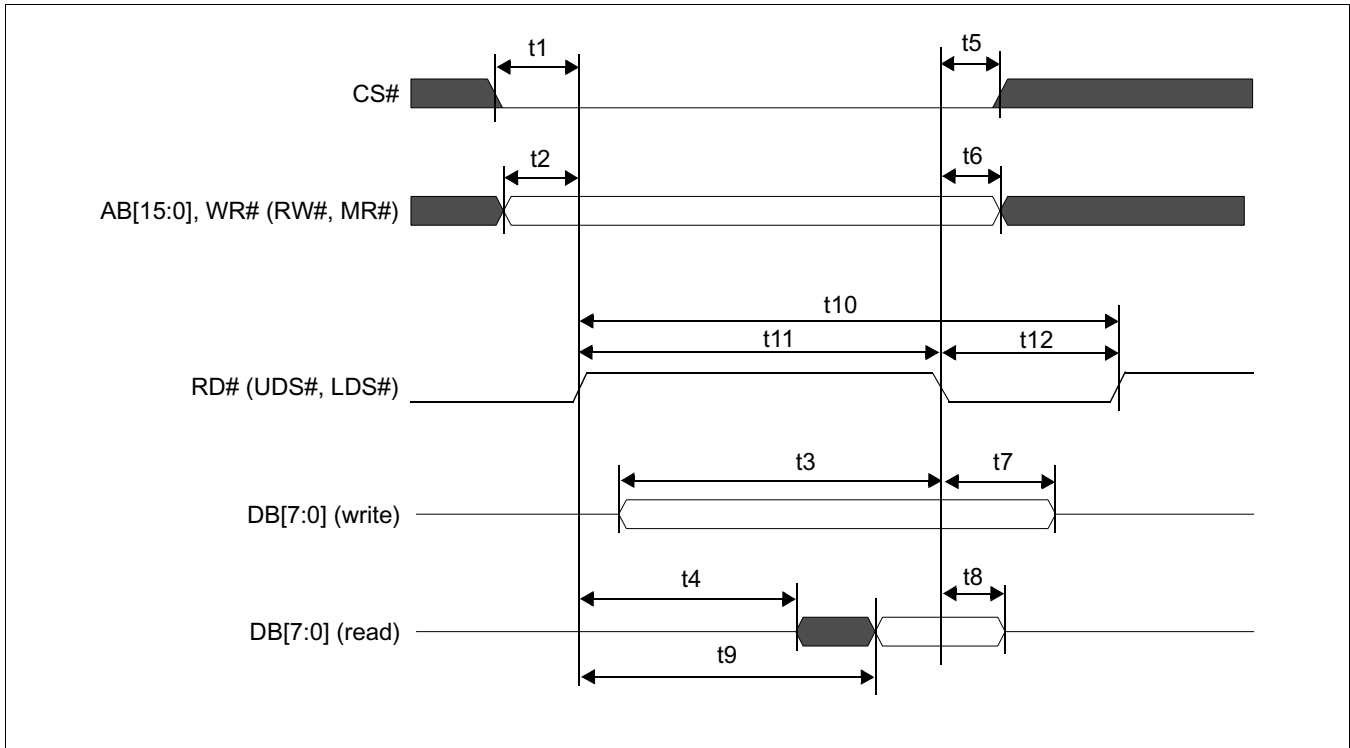 t1
t5
CS#
t2
t6
AB[15:0], WR# (RW#, MR#)
t10
t11
t12
RD# (UDS#, LDS#)
t3
t7
DB[7:0] (write)
t4
t8
DB[7:0] (read)
t9